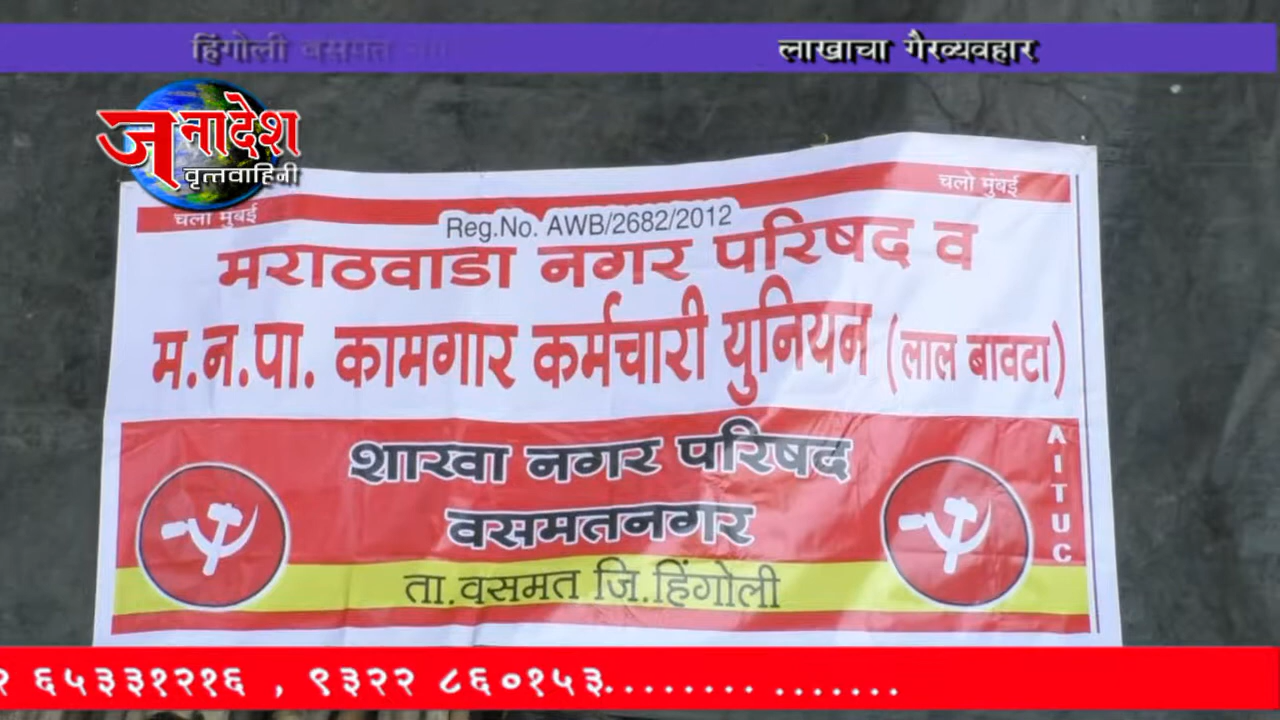 हिंगोली वसमत
लाखाचा गैरव्यवहार
जनादेश
वृत्तवाहिनी
चलो मुंबई
चलो मुंबई
Reg.No. AWB/2682/2012
मराठवाडा नगर परिषद व
म.न.पा. कामगार कर्मचारी युनियन (लाल बावटा)
शाखा नगर परिषद
वसमतनगर
ता.वसमत जि.हिंगोली
AITUC
२ ६५३३१२१६ , ९३२२ ८६०१५३........ .......